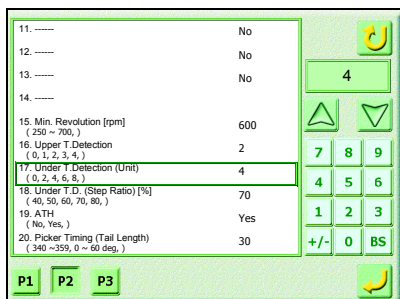 11. ------ No
12. ------ No
13. ------ No
14. ------
15. Min. Revolution [rpm] 600
( 250 ~ 700, )
16. Upper T.Detection 2
( 0, 1, 2, 3, 4, )
17. Under T.Detection (Unit) 4
( 0, 2, 4, 6, 8, )
18. Under T.D. (Step Ratio) [%] 70
( 40, 50, 60, 70, 80, )
19. ATH Yes
( No, Yes, )
20. Picker Timing (Tail Length) 30
( 340 ~359, 0 ~ 60 deg, )
4
7 8 9
4 5 6
1 2 3
+/- 0 BS
P1 P2 P3